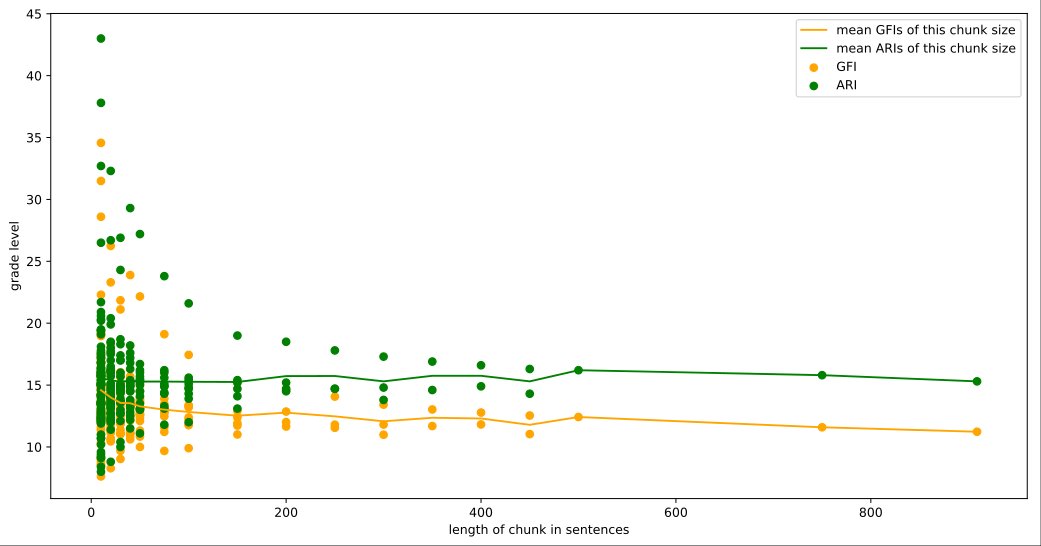 45
40
35
30
25
20
15
10
grade level
0 200 400 600 800
length of chunk in sentences
mean GFIs of this chunk size
mean ARIs of this chunk size
GFI
ARI